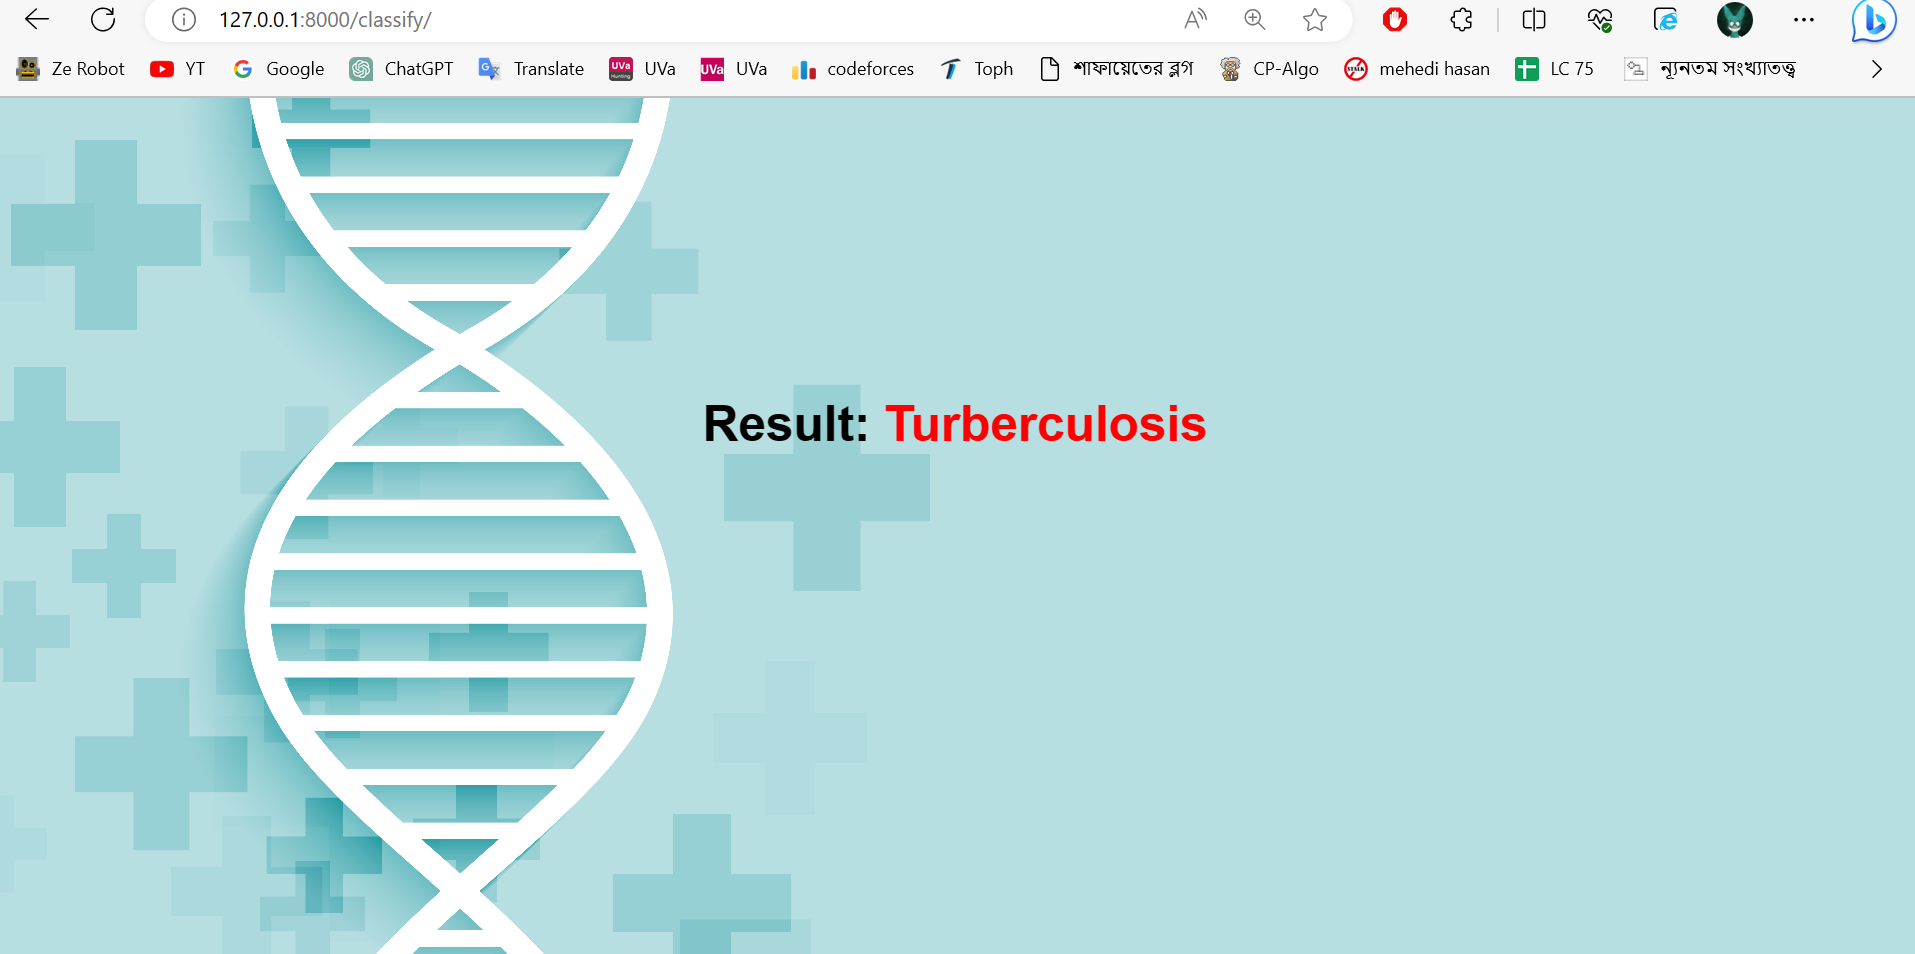 127.0.0.1:8000/classify/
Ze Robot YT Google ChatGPT Translate UVa UVa codeforces Toph শাফায়েতের ব্লগ CP-Algo mehedi hasan LC 75 ন্যূনতম সংখ্যাতত্ত্ব
Result: Turberculosis